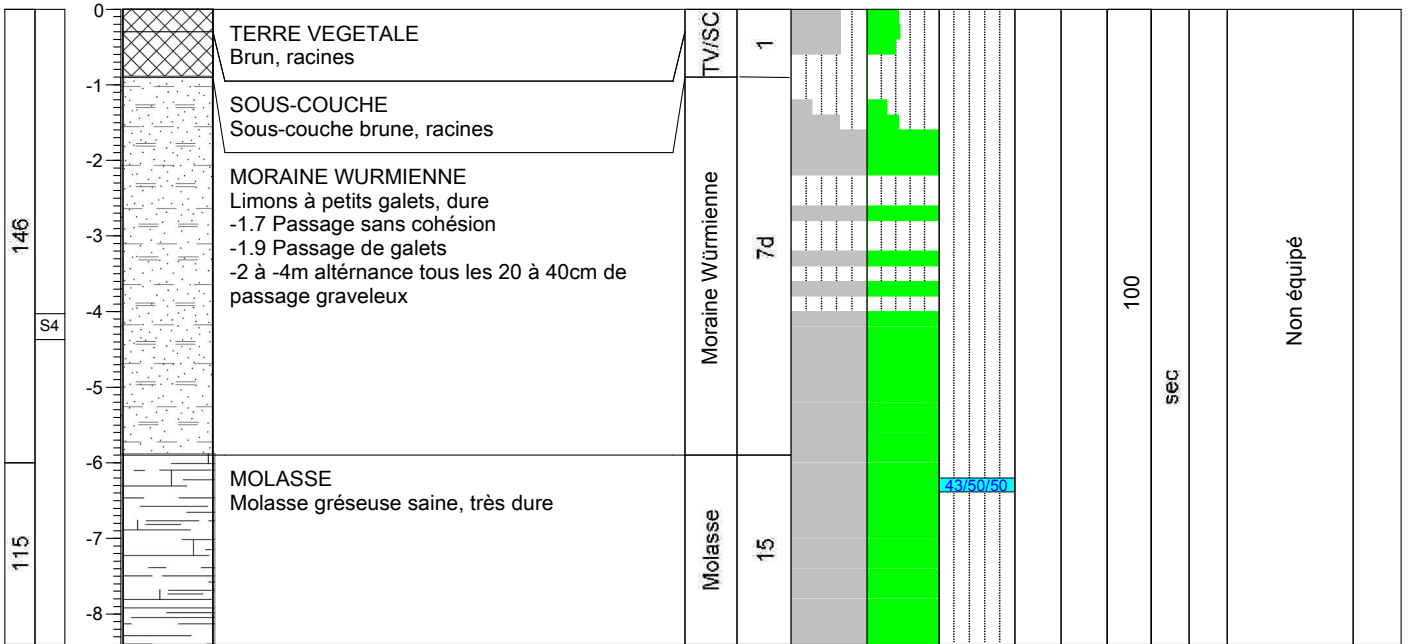 146
115
S4
0
-1
-2
-3
-4
-5
-6
-7
-8
TERRE VEGETALE
Brun, racines
SOUS-COUCHE
Sous-couche brune, racines
MORAINE WURMIENNE
Limons à petits galets, dure
-1.7 Passage sans cohésion
-1.9 Passage de galets
-2 à -4m altérnance tous les 20 à 40cm de
passage graveleux
MOLASSE
Molasse gréseuse saine, très dure
TV/SC
Moraine Würmienne
Molasse
1
7d
15
43/50/50
100
sec
Non équipé